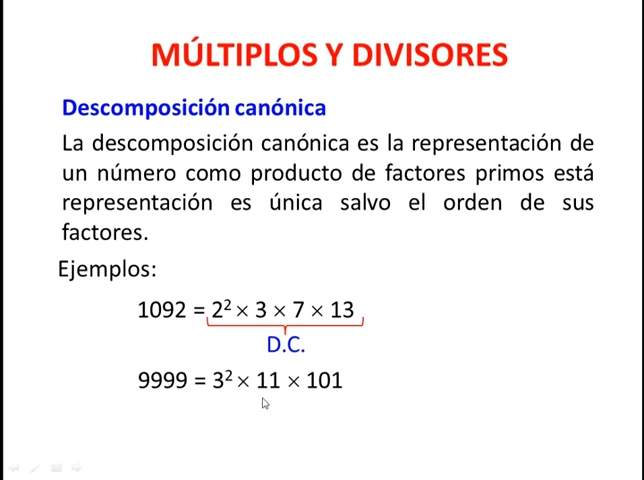 MÚLTIPLOS Y DIVISORES
Descomposición canónica
La descomposición canónica es la representación de
un número como producto de factores primos está
representación es única salvo el orden de sus
factores.
Ejemplos:
1092 = 2² × 3 × 7 × 13
D.C.
9999 = 3² × 11 × 101